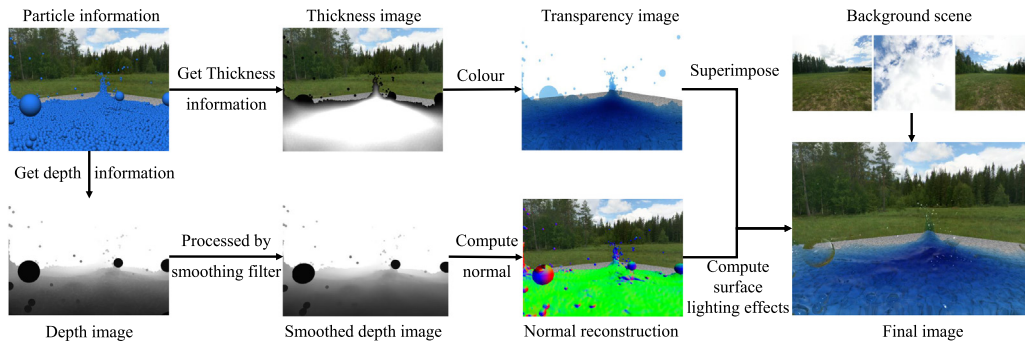 Particle information
Thickness image
Transparency image
Background scene
Get Thickness
information
Colour
Superimpose
Get depth information
Processed by
smoothing filter
Compute
normal
Compute
surface
lighting effects
Depth image
Smoothed depth image
Normal reconstruction
Final image